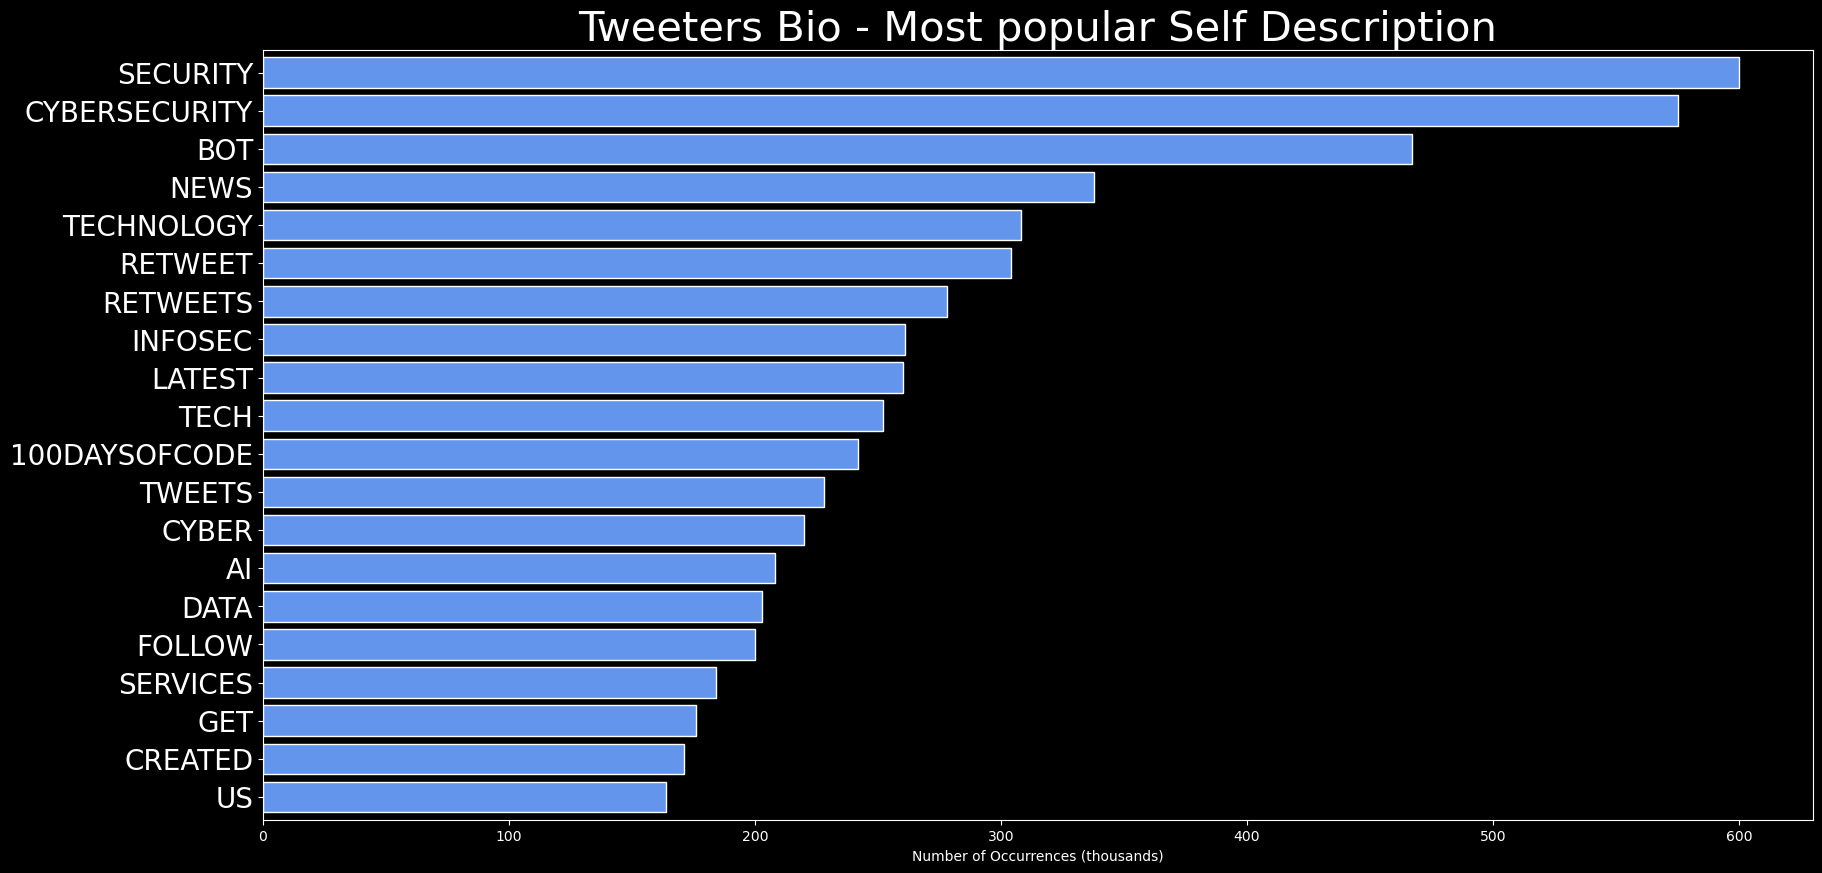 Tweeters Bio - Most popular Self Description
SECURITY
CYBERSECURITY
BOT
NEWS
TECHNOLOGY
RETWEET
RETWEETS
INFOSEC
LATEST
TECH
100DAYSOFCODE
TWEETS
CYBER
AI
DATA
FOLLOW
SERVICES
GET
CREATED
US
0 100 200 300 400 500 600
Number of Occurrences (thousands)